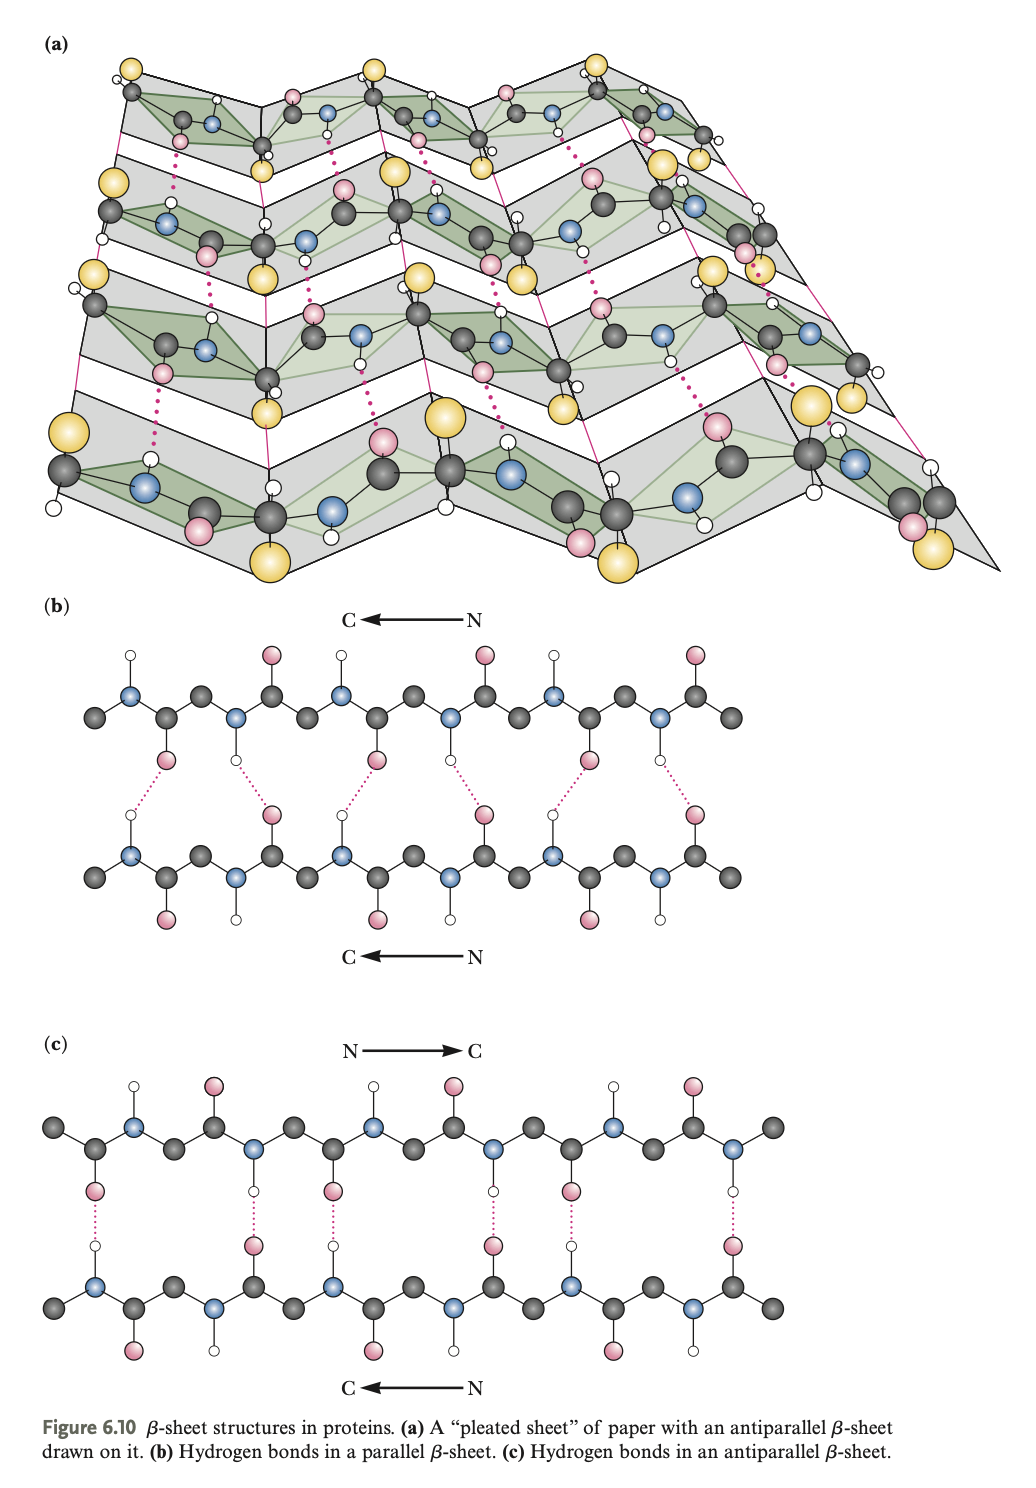 (a)
(b)
C N
C N
(c)
N C
C N
Figure 6.10 β-sheet structures in proteins. (a) A “pleated sheet” of paper with an antiparallel β-sheet
drawn on it. (b) Hydrogen bonds in a parallel β-sheet. (c) Hydrogen bonds in an antiparallel β-sheet.